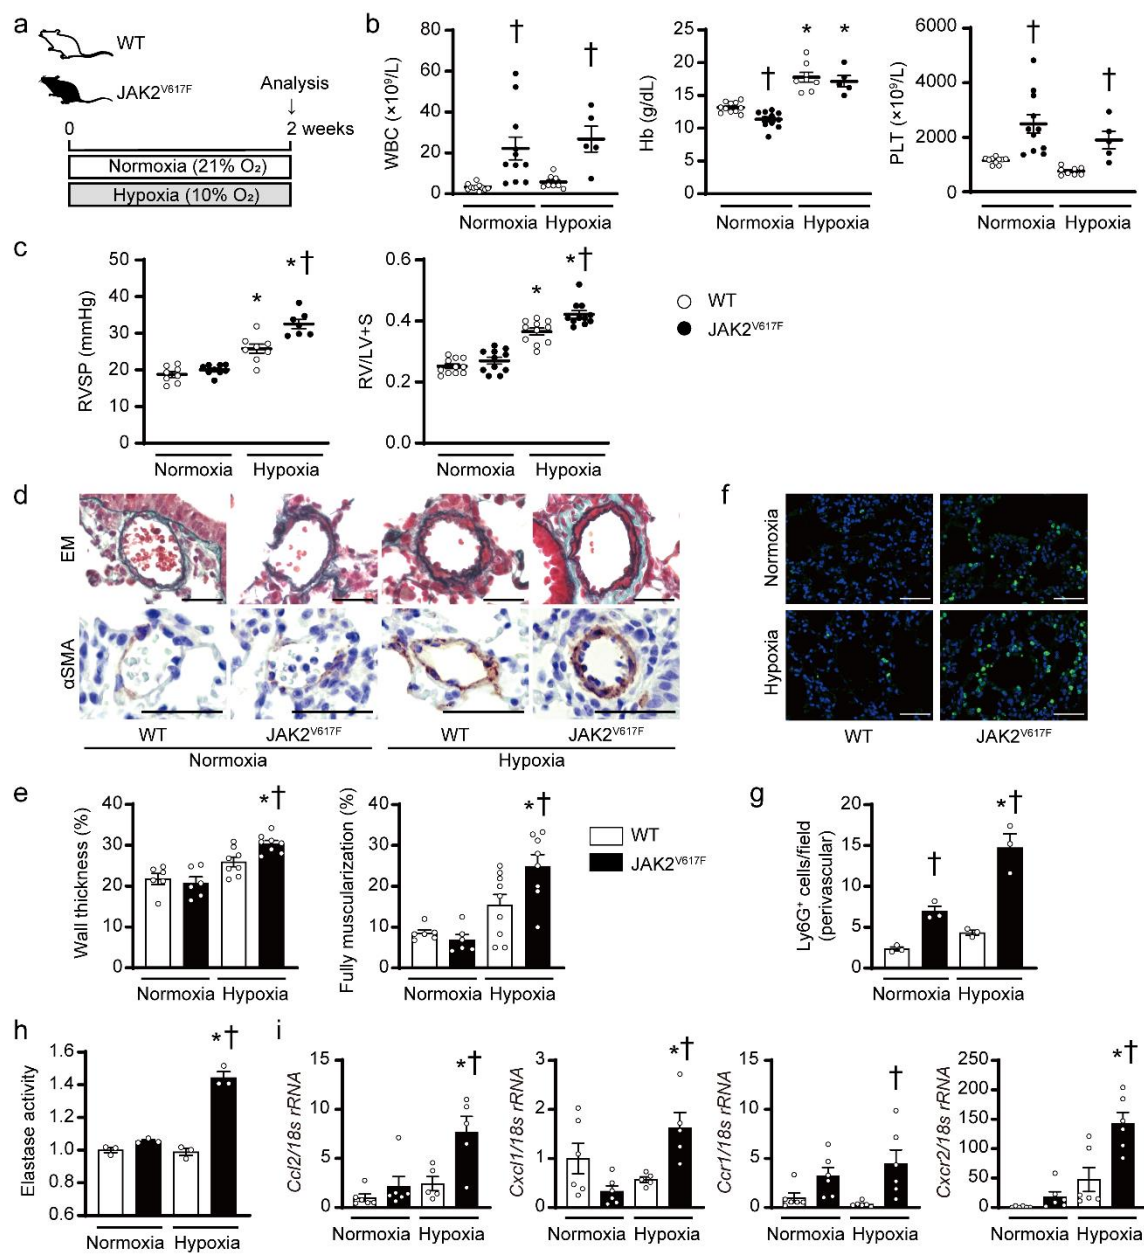 a
WT
JAK2V617F
Analysis
↓
0
2 weeks
Normoxia (21% O₂)
Hypoxia (10% O₂)
b
WBC (×10⁹/L)
80
60
40
20
0
†
†
Normoxia Hypoxia
Hb (g/dL)
25
20
15
10
5
0
* *
†
Normoxia Hypoxia
PLT (×10⁹/L)
6000
4000
2000
0
†
†
Normoxia Hypoxia
c
RVSP (mmHg)
50
40
30
20
10
0
*
*†
Normoxia Hypoxia
RV/LV+S
0.6
0.4
0.2
0
*
*†
Normoxia Hypoxia
WT
JAK2V617F
d
EM
αSMA
WT JAK2V617F WT JAK2V617F
Normoxia Hypoxia
f
Normoxia
Hypoxia
WT JAK2V617F
e
Wall thickness (%)
40
30
20
10
0
*†
Normoxia Hypoxia
Fully muscularization (%)
40
30
20
10
0
*†
Normoxia Hypoxia
WT
JAK2V617F
g
Ly6G⁺ cells/field
(perivascular)
20
15
10
5
0
†
*†
Normoxia Hypoxia
h
Elastase activity
1.6
1.4
1.2
1.0
0.8
0.6
*†
Normoxia Hypoxia
i
Ccl2/18s rRNA
15
10
5
0
*†
Normoxia Hypoxia
Cxcl1/18s rRNA
3
2
1
0
*†
Normoxia Hypoxia
Ccr1/18s rRNA
15
10
5
0
†
Normoxia Hypoxia
Cxcr2/18s rRNA
250
200
150
100
50
0
*†
Normoxia Hypoxia